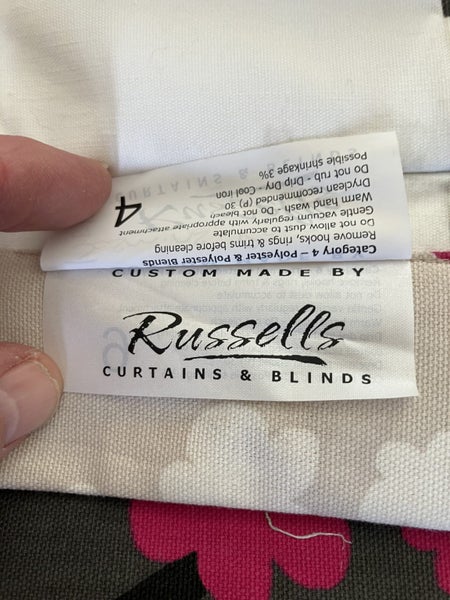 Category 4 – Polyester & Polyester Blends
Remove hooks, rings & trims before cleaning
Do not allow dust to accumulate
Gentle regularly vacuum appropriate attachment
Warm hand wash - Do not bleach
Dryclean recommended (P) 30
Do not rub - Drip Dry - Cool iron
Possible shrinkage 3%
4
CUSTOM MADE BY
Russells
CURTAINS & BLINDS